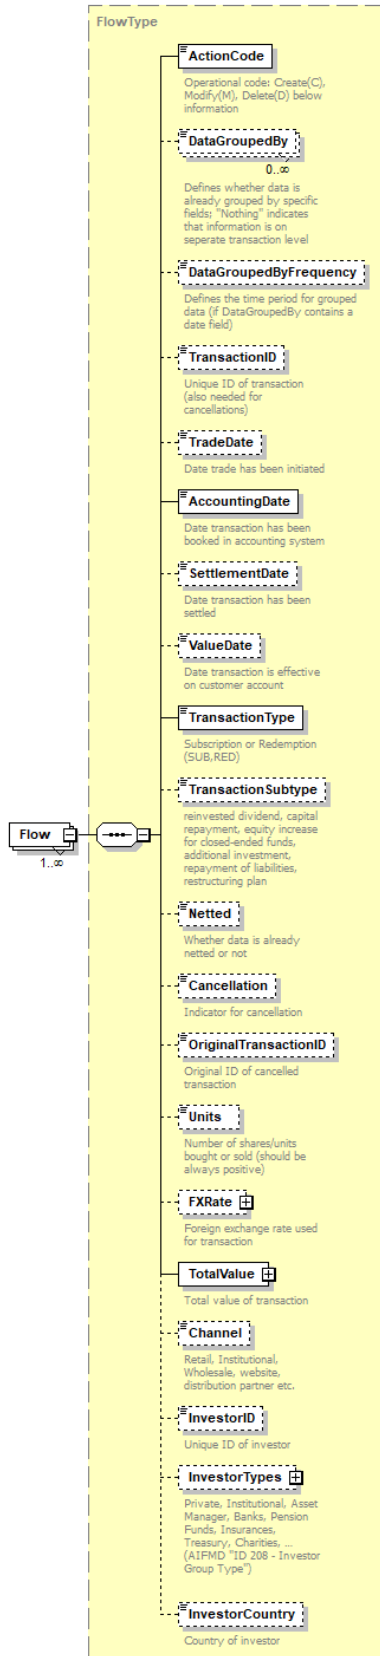 FlowType
ActionCode
Operational code: Create(C),
Modify(M), Delete(D) below
information
DataGroupedBy
0..∞
Defines whether data is
already grouped by specific
fields; "Nothing" indicates
that information is on
seperate transaction level
DataGroupedByFrequency
Defines the time period for grouped
data (if DataGroupedBy contains a
date field)
TransactionID
Unique ID of transaction
(also needed for
cancellations)
TradeDate
Date trade has been initiated
AccountingDate
Date transaction has been
booked in accounting system
SettlementDate
Date transaction has been
settled
ValueDate
Date transaction is effective
on customer account
TransactionType
Subscription or Redemption
(SUB,RED)
TransactionSubtype
reinvested dividend, capital
repayment, equity increase
for closed-ended funds,
additional investment,
repayment of liabilities,
restructuring plan
Flow
1..∞
Netted
Whether data is already
netted or not
Cancellation
Indicator for cancellation
OriginalTransactionID
Original ID of cancelled
transaction
Units
Number of shares/units
bought or sold (should be
always positive)
FXRate
Foreign exchange rate used
for transaction
TotalValue
Total value of transaction
Channel
Retail, Institutional,
Wholesale, website,
distribution partner etc.
InvestorID
Unique ID of investor
InvestorTypes
Private, Institutional, Asset
Manager, Banks, Pension
Funds, Insurances,
Treasury, Charities, ...
(AIFMD "ID 208 - Investor
Group Type")
InvestorCountry
Country of investor